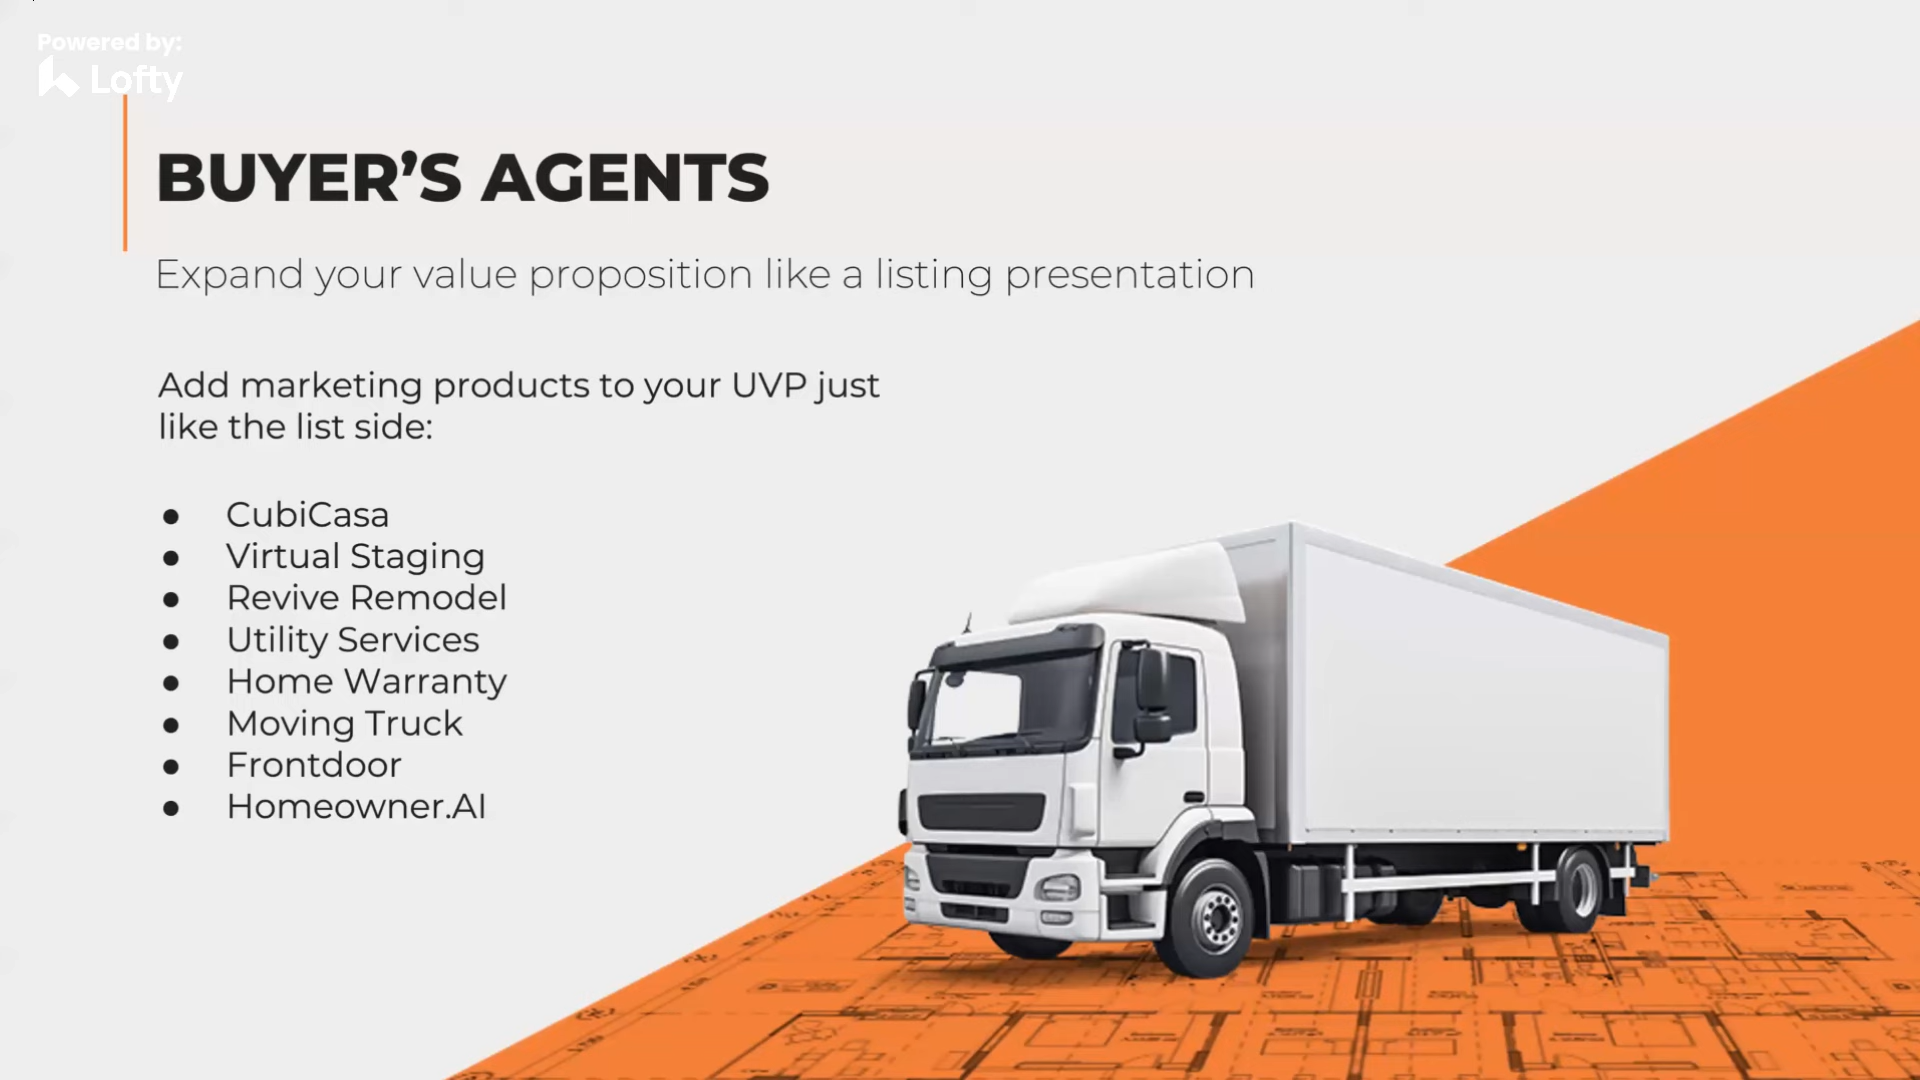 Powered by:
Lofty
BUYER’S AGENTS
Expand your value proposition like a listing presentation
Add marketing products to your UVP just
like the list side:
● CubiCasa
● Virtual Staging
● Revive Remodel
● Utility Services
● Home Warranty
● Moving Truck
● Frontdoor
● Homeowner.AI